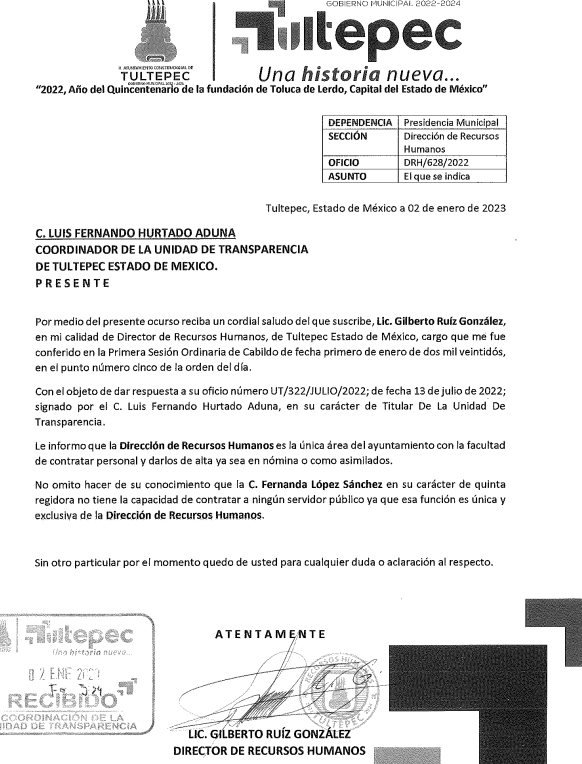 GOBIERNO MUNICIPAL 2022-2024
H. AYUNTAMIENTO CONSTITUCIONAL DE
TULTEPEC
Tultepec
Una historia nueva...
"2022, Año del Quincentenario de la fundación de Toluca de Lerdo, Capital del Estado de México"
DEPENDENCIA Presidencia Municipal
SECCIÓN Dirección de Recursos
Humanos
OFICIO DRH/628/2022
ASUNTO El que se indica
Tultepec, Estado de México a 02 de enero de 2023
C. LUIS FERNANDO HURTADO ADUNA
COORDINADOR DE LA UNIDAD DE TRANSPARENCIA
DE TULTEPEC ESTADO DE MEXICO.
P R E S E N T E
Por medio del presente ocurso reciba un cordial saludo del que suscribe, Lic. Gilberto Ruíz González,
en mi calidad de Director de Recursos Humanos, de Tultepec Estado de México, cargo que me fue
conferido en la Primera Sesión Ordinaria de Cabildo de fecha primero de enero de dos mil veintidós,
en el punto número cinco de la orden del día.
Con el objeto de dar respuesta a su oficio número UT/322/JULIO/2022; de fecha 13 de julio de 2022;
signado por el C. Luis Fernando Hurtado Aduna, en su carácter de Titular De La Unidad De
Transparencia.
Le informo que la Dirección de Recursos Humanos es la única área del ayuntamiento con la facultad
de contratar personal y darlos de alta ya sea en nómina o como asimilados.
No omito hacer de su conocimiento que la C. Fernanda López Sánchez en su carácter de quinta
regidora no tiene la capacidad de contratar a ningún servidor público ya que esa función es única y
exclusiva de la Dirección de Recursos Humanos.
Sin otro particular por el momento quedo de usted para cualquier duda o aclaración al respecto.
A T E N T A M E N T E
Tultepec
Una historia nueva...
02 ENE
RECIBIDO
COORDINACIÓN DE LA
UNIDAD DE TRANSPARENCIA
RECURSOS HUMANOS
TULTEPEC
LIC. GILBERTO RUÍZ GONZÁLEZ
DIRECTOR DE RECURSOS HUMANOS